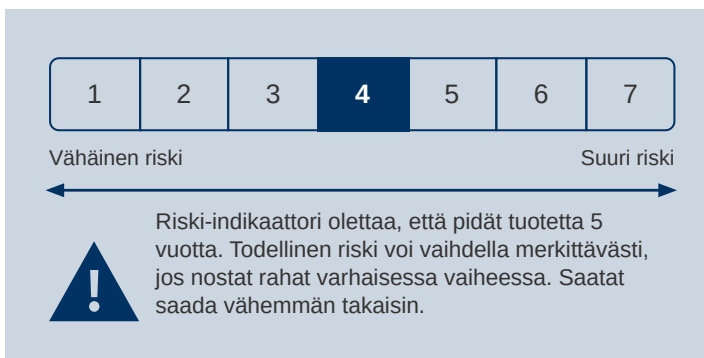 1 2 3 4 5 6 7
Vähäinen riski Suuri riski
Riski-indikaattori olettaa, että pidät tuotetta 5
vuotta. Todellinen riski voi vaihdella merkittävästi,
jos nostat rahat varhaisessa vaiheessa. Saatat
saada vähemmän takaisin.
!